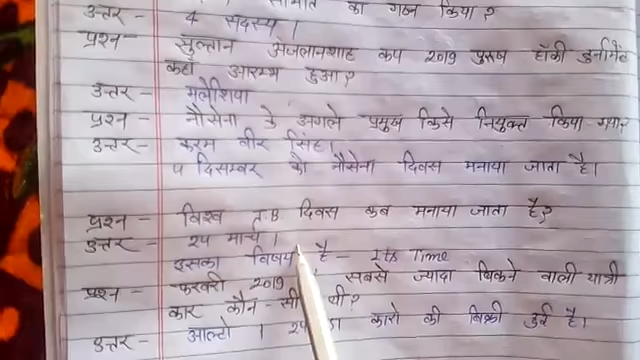 का गठन किया?
उत्तर - 4 सदस्य ।
प्रश्न - सुल्तान अजलानशाह कप 2019 पुरुष हॉकी टुर्नामेंट
कहाँ आरम्भ हुआ?
उत्तर - मलेशिया
प्रश्न - नौसेना के अगले प्रमुख किसे नियुक्त किया गया?
उत्तर - करम वीर सिंह।
4 दिसम्बर को नौसेना दिवस मनाया जाता है।
प्रश्न - विश्व T.B दिवस कब मनाया जाता है?
उत्तर - 24 मार्च ।
इसका विषय है - It's Time
प्रश्न - फरवरी 2019 सबसे ज्यादा बिकने वाली यात्री
कार कौन-सी थी?
उत्तर - आल्टो । कारो की बिक्री हुई है।